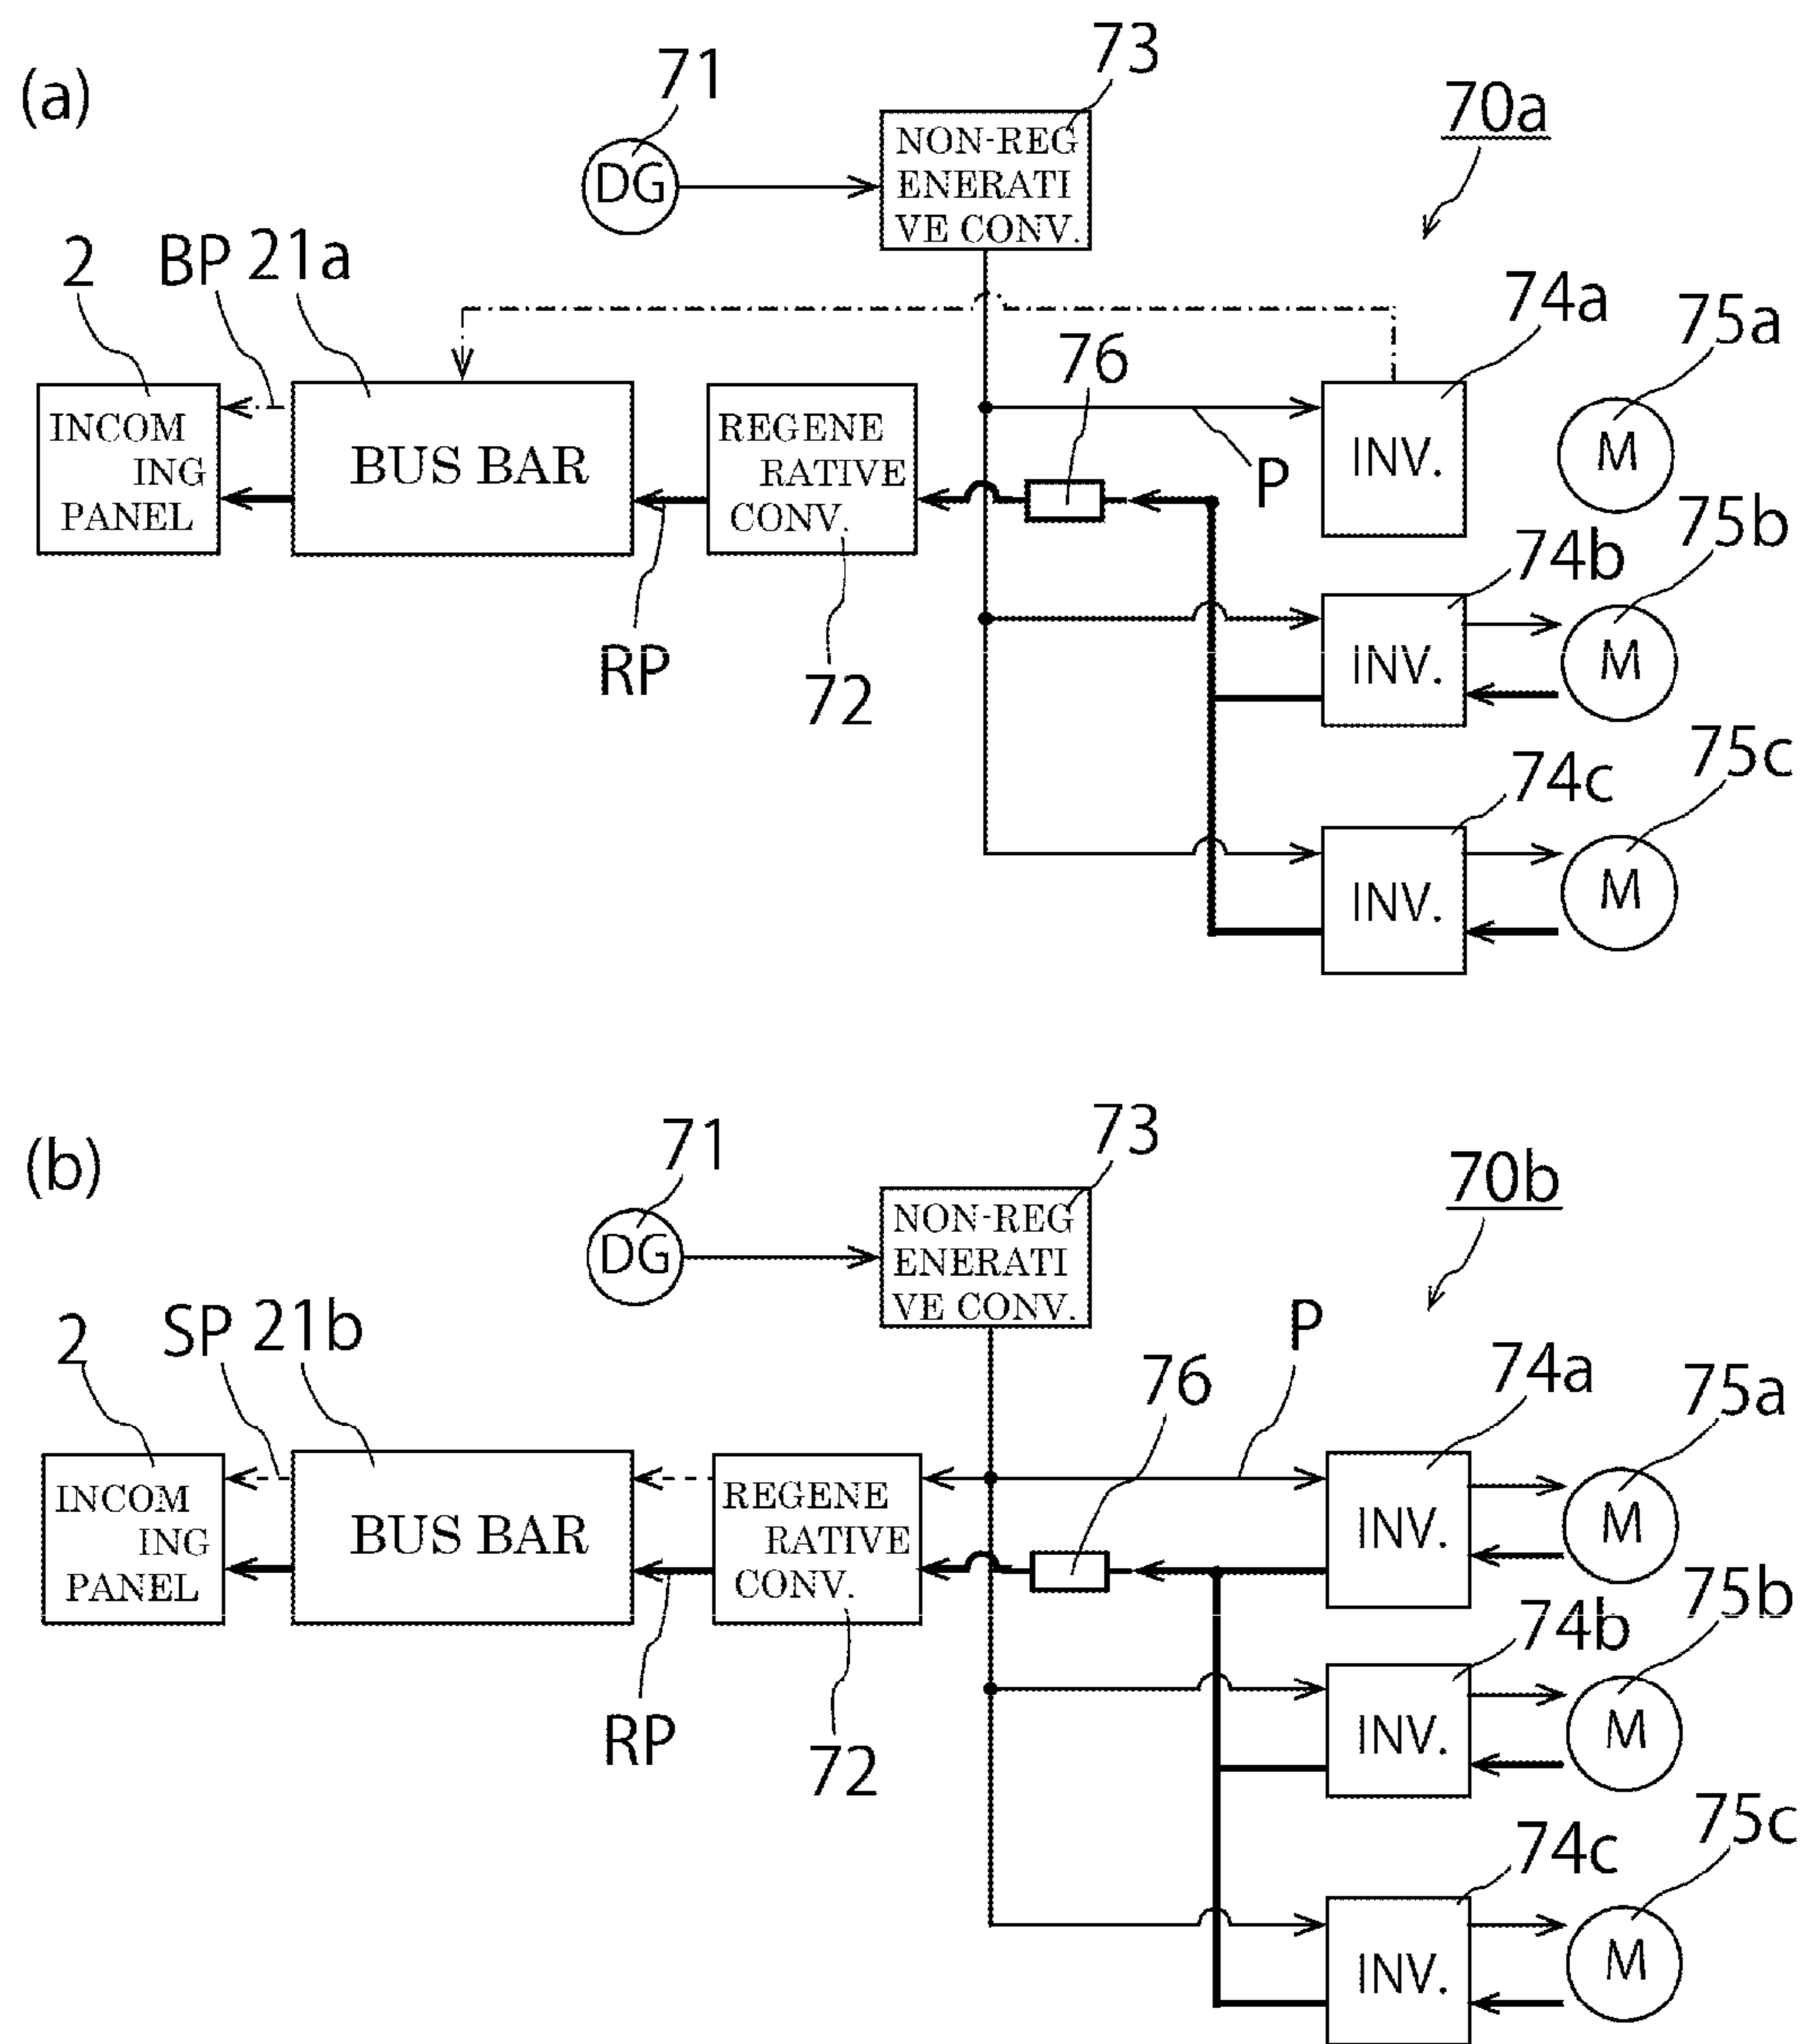 (a)
71
73
70a
DG
NON-REG
ENERATI
VE CONV.
2
BP
21a
74a
75a
76
INCOM
ING
PANEL
BUS BAR
REGENE
RATIVE
CONV.
P
INV.
M
RP
72
74b
75b
INV.
M
74c
75c
INV.
M
(b)
71
73
70b
DG
NON-REG
ENERATI
VE CONV.
2
SP
21b
P
76
74a
75a
INCOM
ING
PANEL
BUS BAR
REGENE
RATIVE
CONV.
INV.
M
RP
72
74b
75b
INV.
M
74c
75c
INV.
M